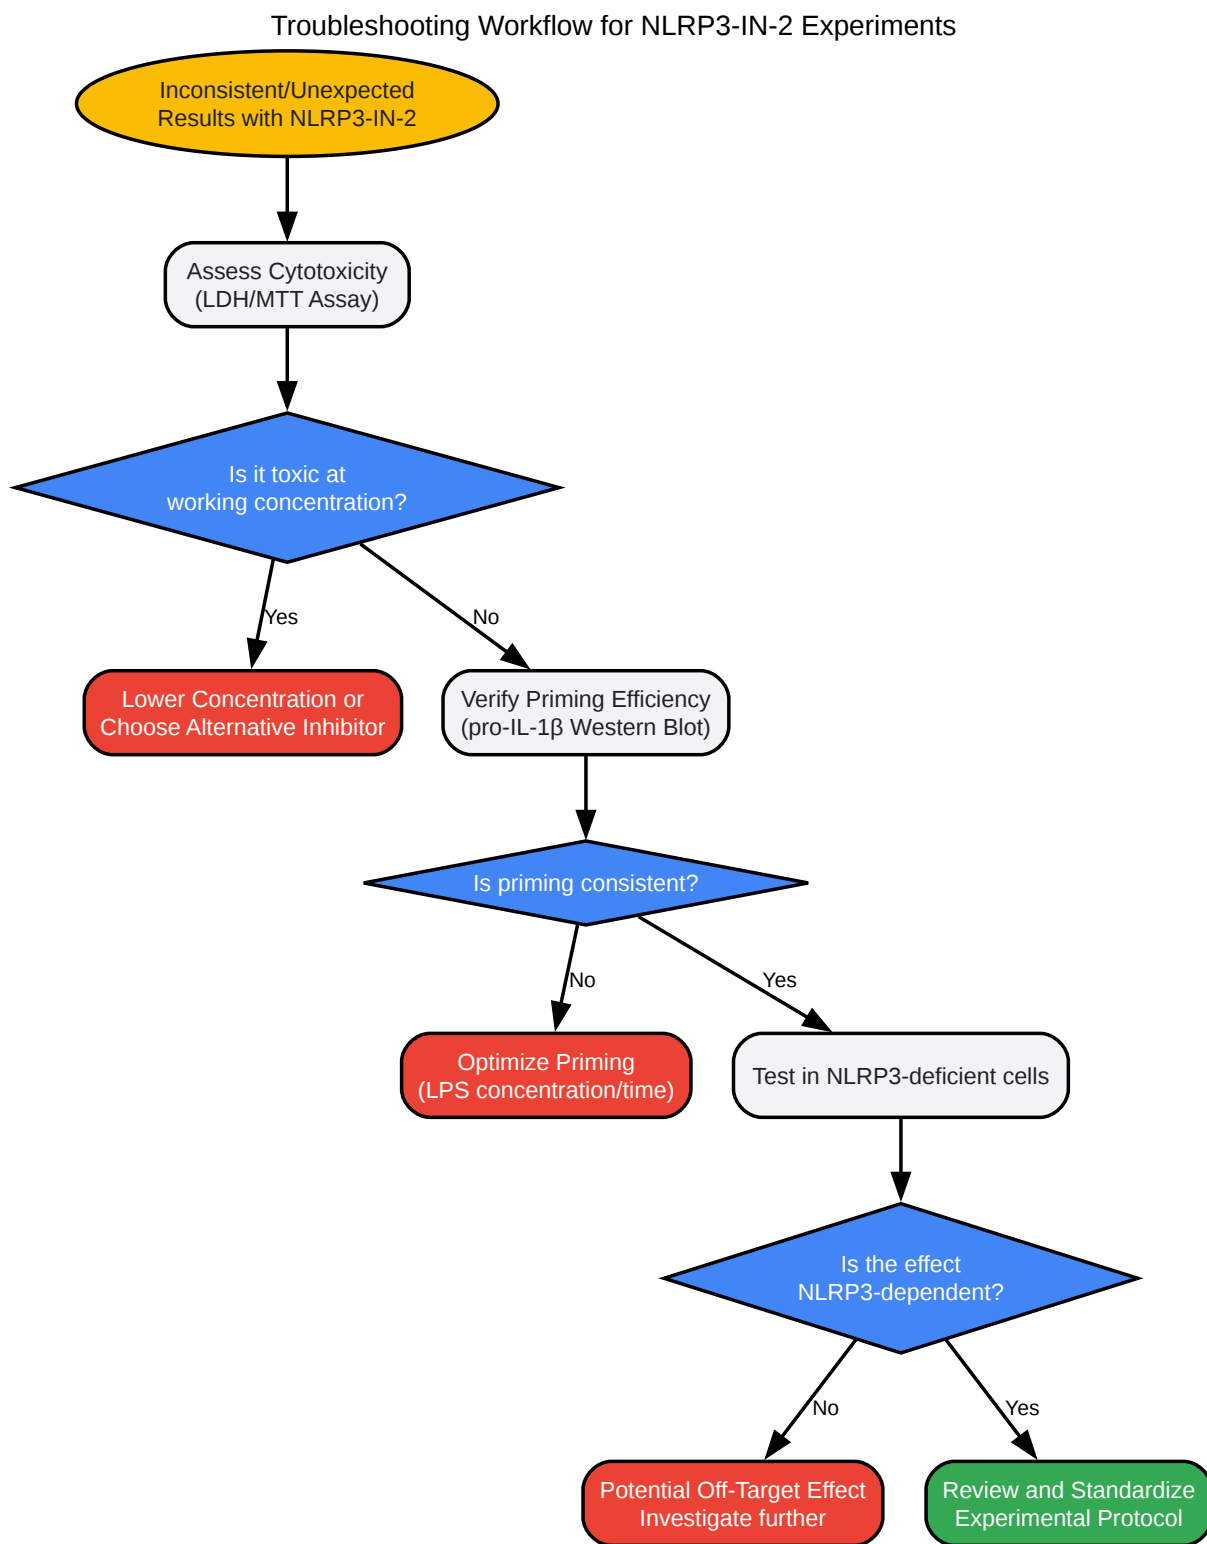 Troubleshooting Workflow for NLRP3-IN-2 Experiments
Inconsistent/Unexpected
Results with NLRP3-IN-2
Assess Cytotoxicity
(LDH/MTT Assay)
Is it toxic at
working concentration?
Yes
No
Lower Concentration or
Choose Alternative Inhibitor
Verify Priming Efficiency
(pro-IL-1β Western Blot)
Is priming consistent?
No
Yes
Optimize Priming
(LPS concentration/time)
Test in NLRP3-deficient cells
Is the effect
NLRP3-dependent?
No
Yes
Potential Off-Target Effect
Investigate further
Review and Standardize
Experimental Protocol